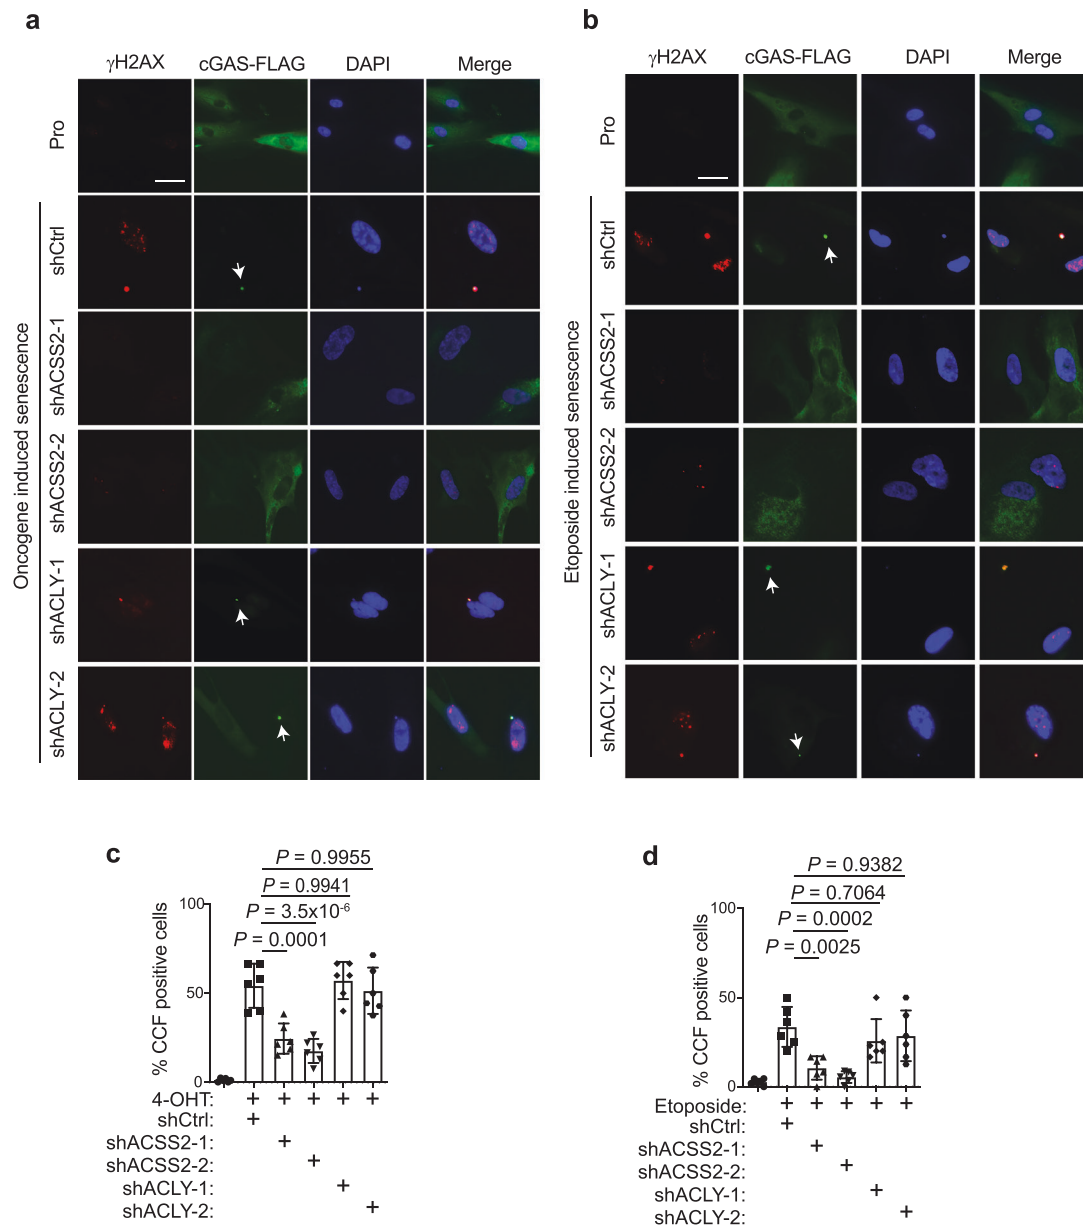 a
γH2AX cGAS-FLAG DAPI Merge
Pro
Oncogene induced senescence
shCtrl
shACSS2-1
shACSS2-2
shACLY-1
shACLY-2
b
γH2AX cGAS-FLAG DAPI Merge
Pro
Etoposide induced senescence
shCtrl
shACSS2-1
shACSS2-2
shACLY-1
shACLY-2
c
P = 0.9955
P = 0.9941
P = 3.5x10-6
P = 0.0001
% CCF positive cells
100
50
0
4-OHT: + + + + +
shCtrl: +
shACSS2-1: +
shACSS2-2: +
shACLY-1: +
shACLY-2: +
d
P = 0.9382
P = 0.7064
P = 0.0002
P = 0.0025
% CCF positive cells
100
50
0
Etoposide: + + + + +
shCtrl: +
shACSS2-1: +
shACSS2-2: +
shACLY-1: +
shACLY-2: +